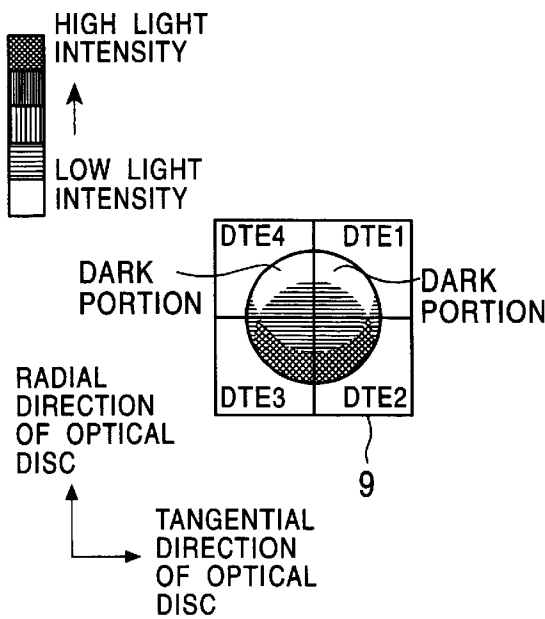 HIGH LIGHT
INTENSITY
LOW LIGHT
INTENSITY
DTE4
DTE1
DARK
PORTION
DARK
PORTION
DTE3
DTE2
9
RADIAL
DIRECTION
OF OPTICAL
DISC
TANGENTIAL
DIRECTION
OF OPTICAL
DISC